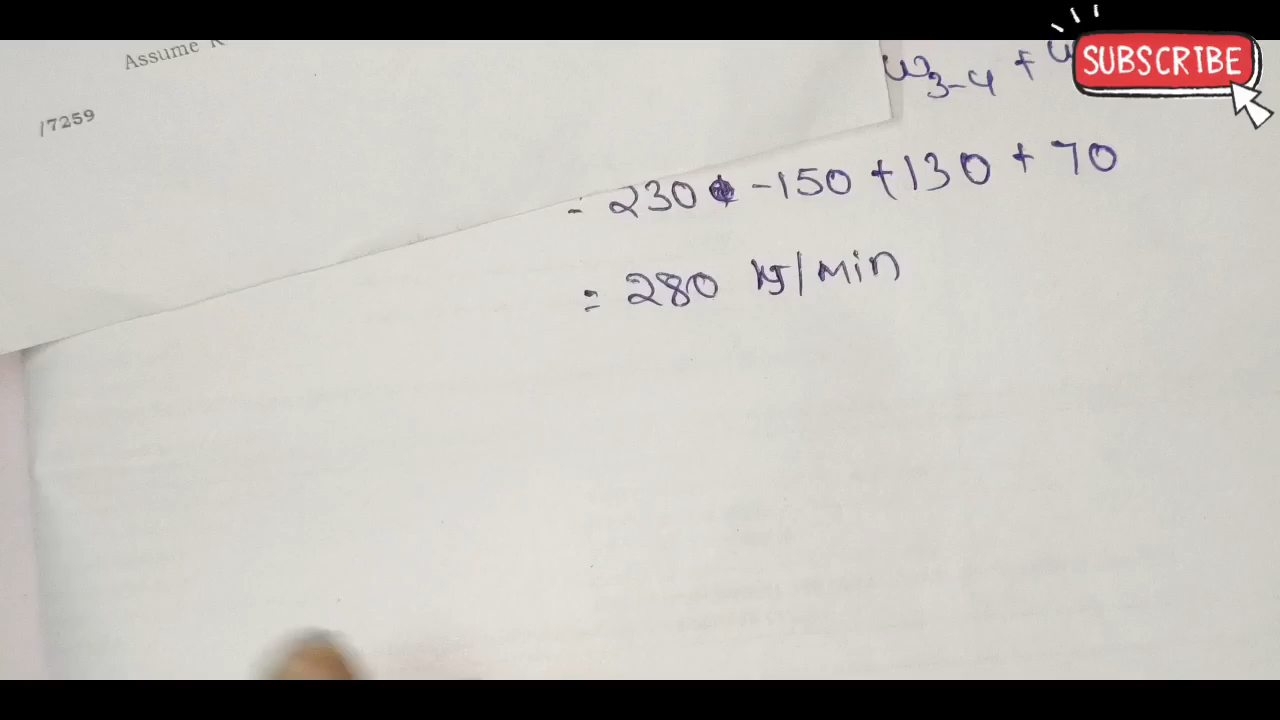 Assume
/7259
W3-4 +
SUBSCRIBE
= 230 -150 +130 + 70
= 280 kJ/min